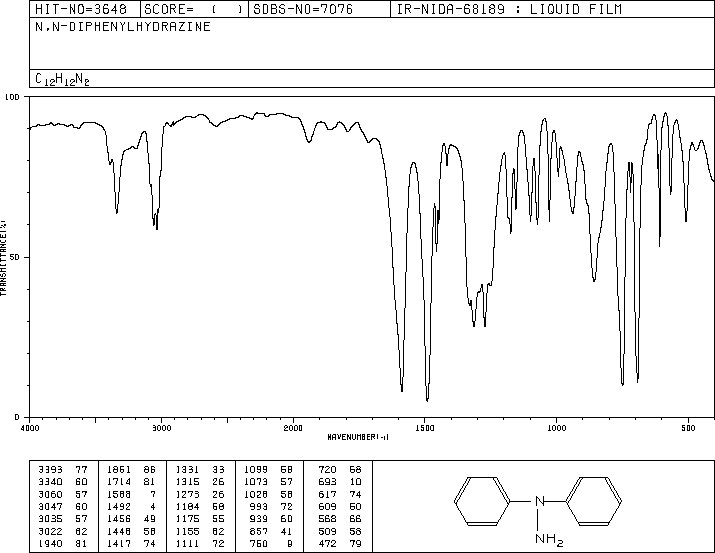 HIT-NO=3648 SCORE= ( ) SDBS-NO=7076 IR-NIDA-68189 : LIQUID FILM
N,N-DIPHENYLHYDRAZINE
C12H12N2
100
50
0
TRANSMITTANCE(%)
4000 3000 2000 1500 1000 500
WAVENUMBER(-1)
3393 77 1861 86 1331 33 1099 58 720 68
3340 60 1714 81 1315 26 1073 57 693 10
3060 57 1588 7 1273 26 1028 58 617 74
3047 60 1492 4 1184 60 993 72 609 50
3035 57 1456 49 1175 55 939 60 568 66
3022 62 1448 58 1155 62 857 41 509 58
1940 81 1417 74 1111 72 750 9 472 79
N
N
NH2